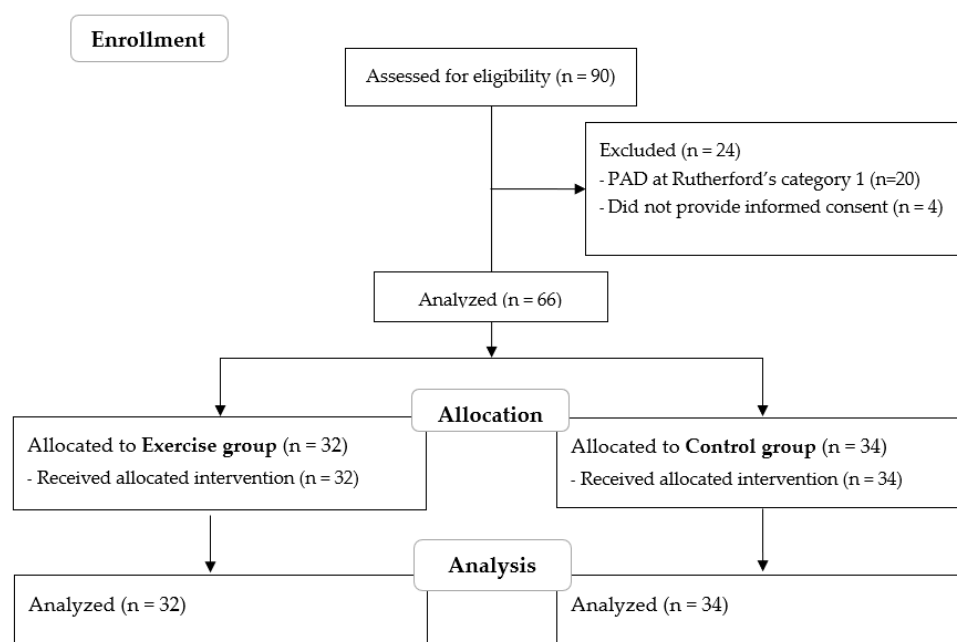 Enrollment
Assessed for eligibility (n = 90)
Excluded (n = 24)
- PAD at Rutherford’s category 1 (n=20)
- Did not provide informed consent (n = 4)
Analyzed (n = 66)
Allocation
Allocated to Exercise group (n = 32)
- Received allocated intervention (n = 32)
Allocated to Control group (n = 34)
- Received allocated intervention (n = 34)
Analysis
Analyzed (n = 32)
Analyzed (n = 34)